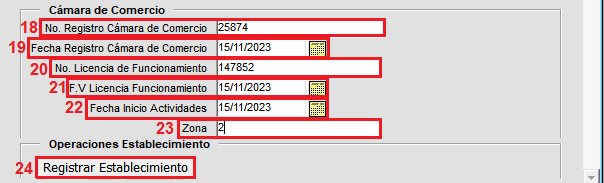 Cámara de Comercio
18 No. Registro Cámara de Comercio 25874
19 Fecha Registro Cámara de Comercio 15/11/2023
20 No. Licencia de Funcionamiento 147852
21 F.V Licencia Funcionamiento 15/11/2023
22 Fecha Inicio Actividades 15/11/2023
23 Zona 2
Operaciones Establecimiento
24 Registrar Establecimiento